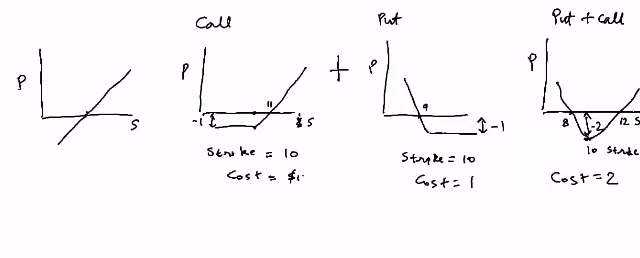 Call
Put
Put + call
P
S
P
-1
11
S
+
P
9
-1
P
8
-2
12 S
10 Strike
Strike = 10
Cost = $1
Strike = 10
Cost = 1
Cost = 2